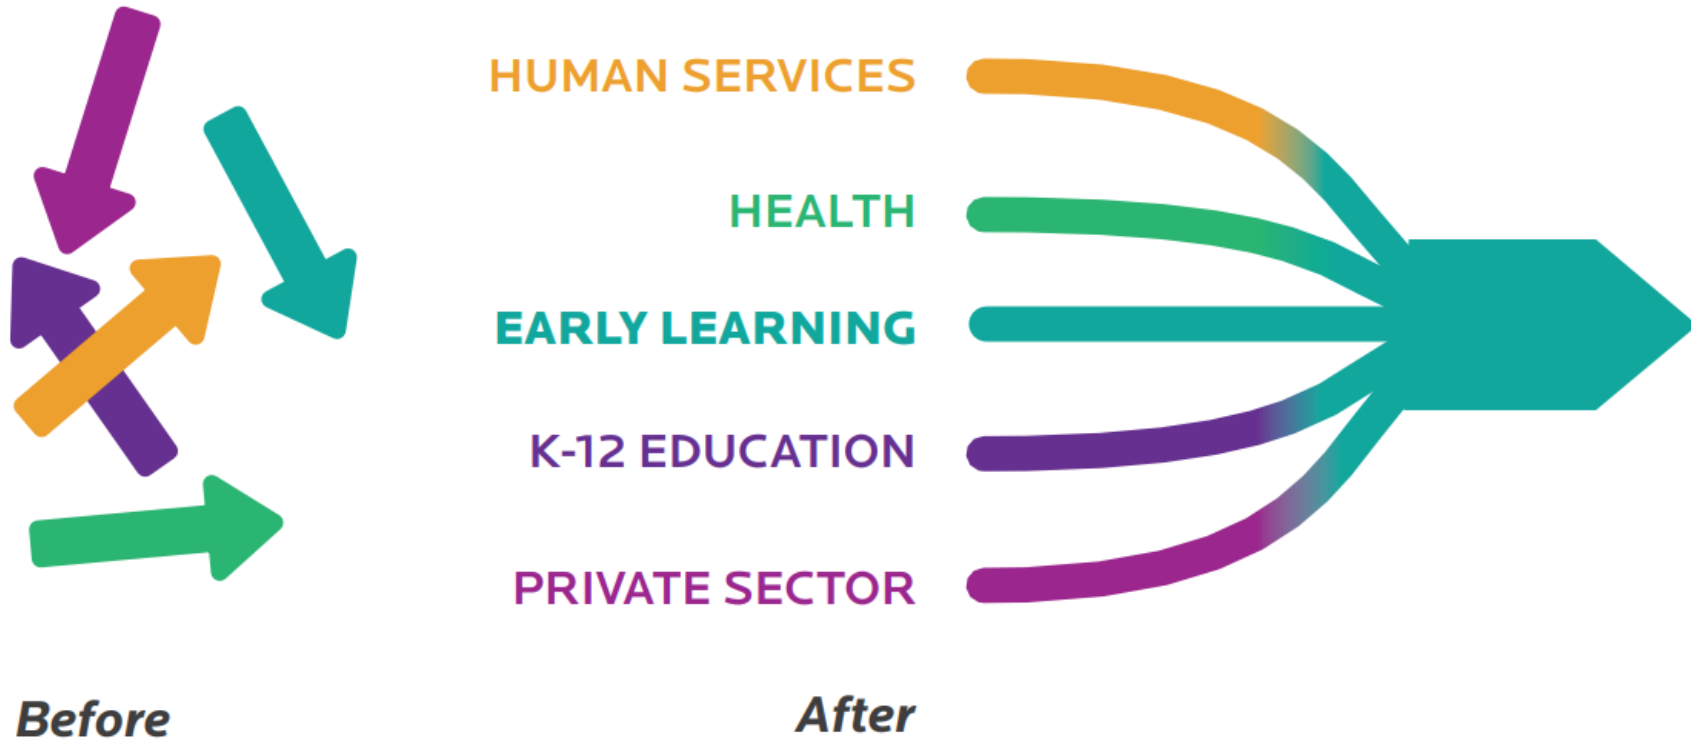 HUMAN SERVICES
HEALTH
EARLY LEARNING
K-12 EDUCATION
PRIVATE SECTOR
Before
After